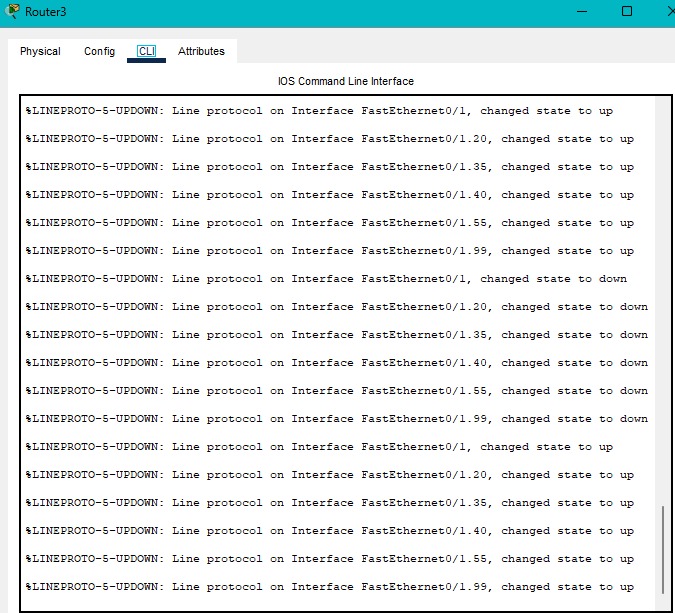 Router3
Physical Config CLI Attributes
IOS Command Line Interface
%LINEPROTO-5-UPDOWN: Line protocol on Interface FastEthernet0/1, changed state to up
%LINEPROTO-5-UPDOWN: Line protocol on Interface FastEthernet0/1.20, changed state to up
%LINEPROTO-5-UPDOWN: Line protocol on Interface FastEthernet0/1.35, changed state to up
%LINEPROTO-5-UPDOWN: Line protocol on Interface FastEthernet0/1.40, changed state to up
%LINEPROTO-5-UPDOWN: Line protocol on Interface FastEthernet0/1.55, changed state to up
%LINEPROTO-5-UPDOWN: Line protocol on Interface FastEthernet0/1.99, changed state to up
%LINEPROTO-5-UPDOWN: Line protocol on Interface FastEthernet0/1, changed state to down
%LINEPROTO-5-UPDOWN: Line protocol on Interface FastEthernet0/1.20, changed state to down
%LINEPROTO-5-UPDOWN: Line protocol on Interface FastEthernet0/1.35, changed state to down
%LINEPROTO-5-UPDOWN: Line protocol on Interface FastEthernet0/1.40, changed state to down
%LINEPROTO-5-UPDOWN: Line protocol on Interface FastEthernet0/1.55, changed state to down
%LINEPROTO-5-UPDOWN: Line protocol on Interface FastEthernet0/1.99, changed state to down
%LINEPROTO-5-UPDOWN: Line protocol on Interface FastEthernet0/1, changed state to up
%LINEPROTO-5-UPDOWN: Line protocol on Interface FastEthernet0/1.20, changed state to up
%LINEPROTO-5-UPDOWN: Line protocol on Interface FastEthernet0/1.35, changed state to up
%LINEPROTO-5-UPDOWN: Line protocol on Interface FastEthernet0/1.40, changed state to up
%LINEPROTO-5-UPDOWN: Line protocol on Interface FastEthernet0/1.55, changed state to up
%LINEPROTO-5-UPDOWN: Line protocol on Interface FastEthernet0/1.99, changed state to up